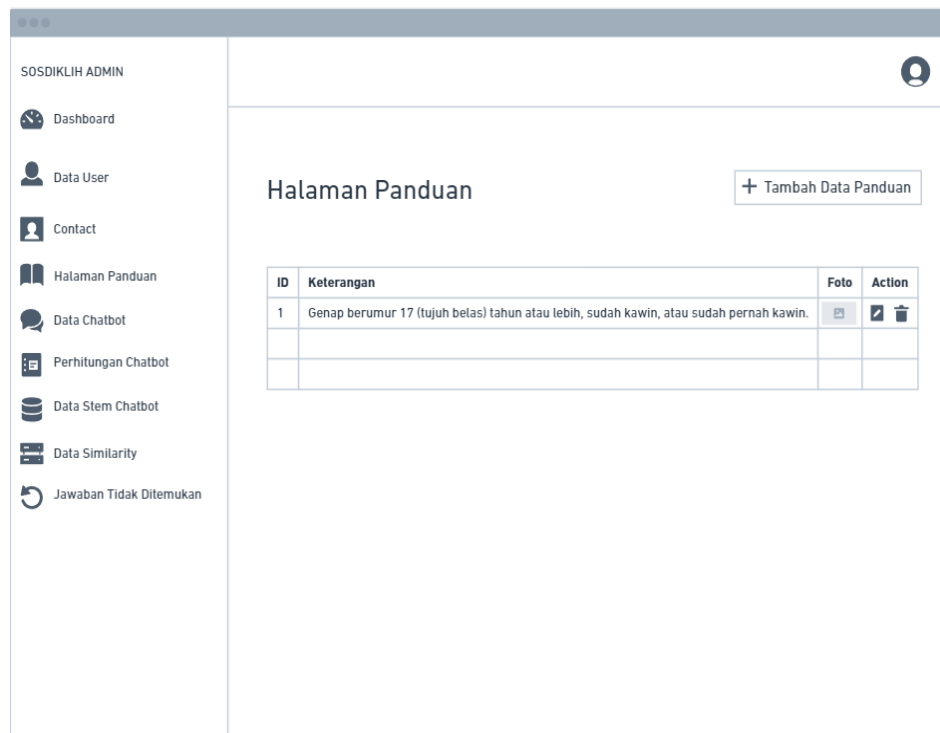 SOSDIKLIH ADMIN
Dashboard
Data User
Contact
Halaman Panduan
Data Chatbot
Perhitungan Chatbot
Data Stem Chatbot
Data Similarity
Jawaban Tidak Ditemukan
Halaman Panduan
+ Tambah Data Panduan
ID Keterangan Foto Action
1 Genap berumur 17 (tujuh belas) tahun atau lebih, sudah kawin, atau sudah pernah kawin.